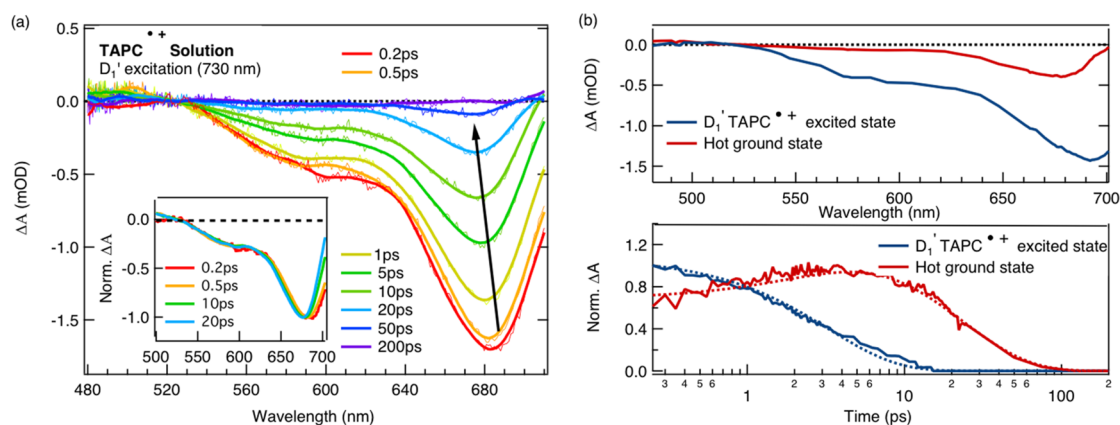 (a)
0.5
TAPC •+ Solution
D1' excitation (730 nm)
0.2ps
0.5ps
0.0
-0.5
-1.0
-1.5
ΔA (mOD)
1ps
5ps
10ps
20ps
50ps
200ps
0.0
-0.5
-1.0
Norm. ΔA
0.2ps
0.5ps
10ps
20ps
500 550 600 650 700
480 520 560 600 640 680
Wavelength (nm)
(b)
0.0
-0.5
-1.0
-1.5
ΔA (mOD)
D1' TAPC •+ excited state
Hot ground state
500 550 600 650 700
Wavelength (nm)
1.2
0.8
0.4
0.0
Norm. ΔA
D1' TAPC •+ excited state
Hot ground state
3 4 5 6 2 3 4 5 6 2 3 4 5 6 2
1 10 100
Time (ps)